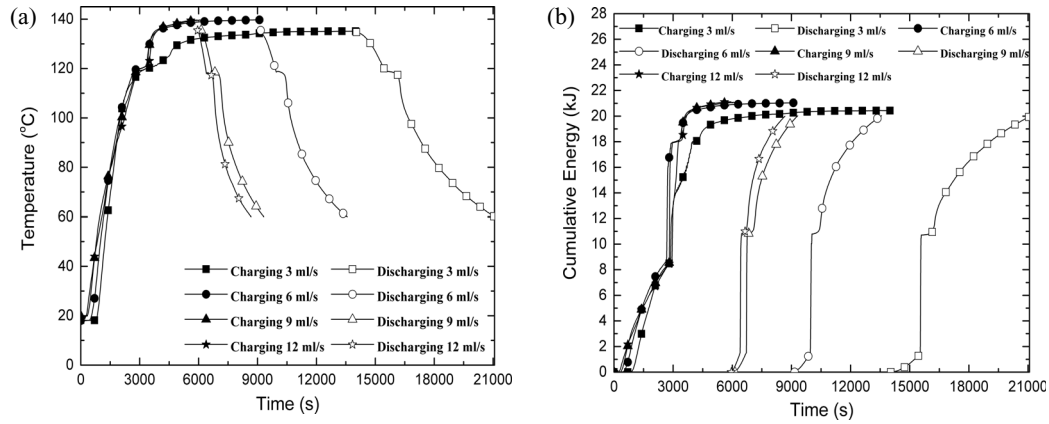 (a)
140
120
100
80
60
40
20
0
Temperature (°C)
Charging 3 ml/s
Discharging 3 ml/s
Charging 6 ml/s
Discharging 6 ml/s
Charging 9 ml/s
Discharging 9 ml/s
Charging 12 ml/s
Discharging 12 ml/s
0 3000 6000 9000 12000 15000 18000 21000
Time (s)
(b)
28
26
24
22
20
18
16
14
12
10
8
6
4
2
0
Cumulative Energy (kJ)
Charging 3 ml/s Discharging 3 ml/s Charging 6 ml/s
Discharging 6 ml/s Charging 9 ml/s Discharging 9 ml/s
Charging 12 ml/s Discharging 12 ml/s
0 3000 6000 9000 12000 15000 18000 21000
Time (s)